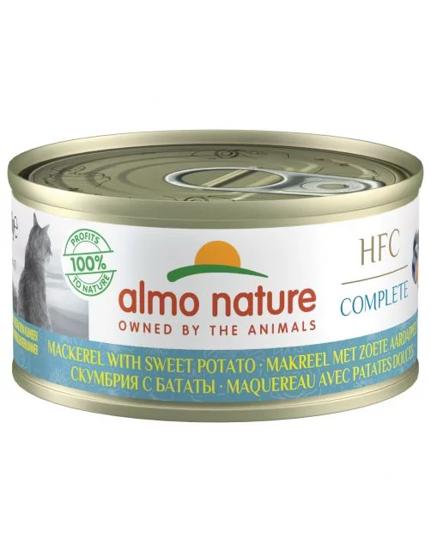 PROFITS
100%
TO NATURE
almo nature
OWNED BY THE ANIMALS
HFC
COMPLETE
MACKEREL WITH SWEET POTATO · MAKREEL MET ZOETE
СКУМБРИЯ С БАТАТЫ · MAQUEREAU AVEC PATATES DOUCES